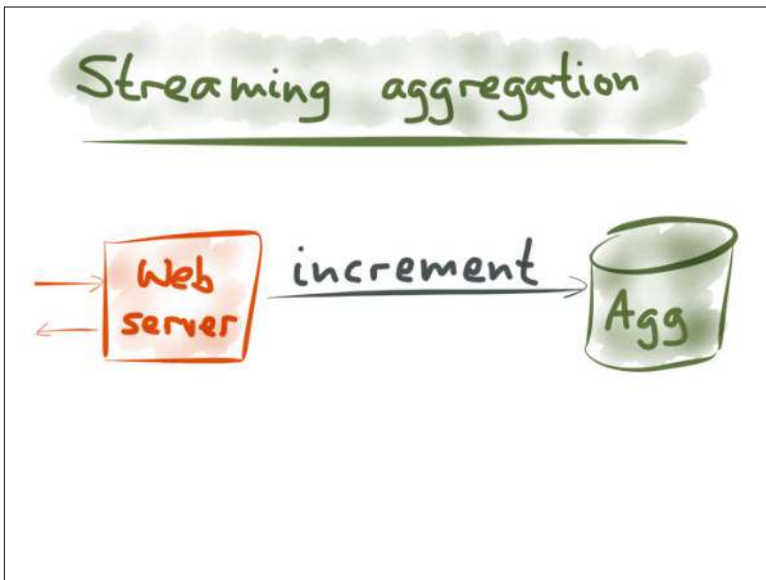 Streaming aggregation
Web
server
increment
Agg